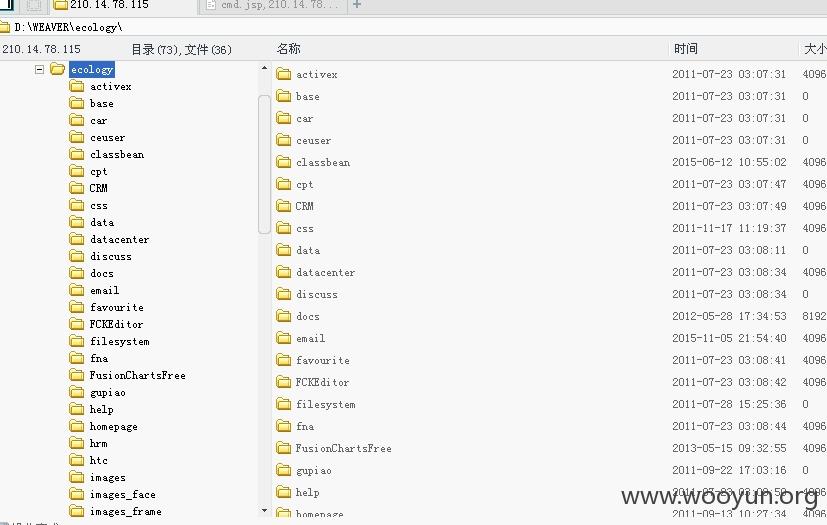 210.14.78.115
cmd.jsp,210.14.78...
D:\WEAVER\ecology\
210.14.78.115 目录(73),文件(36)
ecology
activex
base
car
ceuser
classbean
cpt
CRM
css
data
datacenter
discuss
docs
email
favourite
FCKEditor
filesystem
fna
FusionChartsFree
gupiao
help
homepage
hrm
htc
images
images_face
images_frame
名称 时间 大小
activex 2011-07-23 03:07:31 4096
base 2011-07-23 03:07:31 0
car 2011-07-23 03:07:31 0
ceuser 2011-07-23 03:07:31 0
classbean 2015-06-12 10:55:02 4096
cpt 2011-07-23 03:07:47 4096
CRM 2011-07-23 03:07:49 4096
css 2011-11-17 11:19:37 4096
data 2011-07-23 03:08:11 0
datacenter 2011-07-23 03:08:34 4096
discuss 2011-07-23 03:08:34 0
docs 2012-05-28 17:34:53 8192
email 2015-11-05 21:54:40 4096
favourite 2011-07-23 03:08:41 4096
FCKEditor 2011-07-23 03:08:42 4096
filesystem 2011-07-28 15:25:36 0
fna 2011-07-23 03:08:44 4096
FusionChartsFree 2013-05-15 09:32:55 4096
gupiao 2011-09-22 17:03:16 0
help 2011-07-23
homepage 2011-09-13 10:27:34 4096
www.wooyun.org